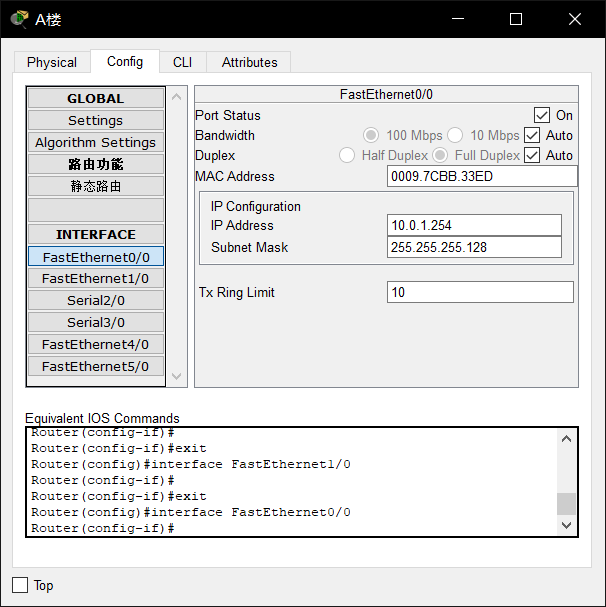 A楼
Physical Config CLI Attributes
GLOBAL
Settings
Algorithm Settings
路由功能
静态路由
INTERFACE
FastEthernet0/0
FastEthernet1/0
Serial2/0
Serial3/0
FastEthernet4/0
FastEthernet5/0
FastEthernet0/0
Port Status On
Bandwidth 100 Mbps 10 Mbps Auto
Duplex Half Duplex Full Duplex Auto
MAC Address 0009.7CBB.33ED
IP Configuration
IP Address 10.0.1.254
Subnet Mask 255.255.255.128
Tx Ring Limit 10
Equivalent IOS Commands
Router(config-if)#
Router(config-if)#exit
Router(config)#interface FastEthernet1/0
Router(config-if)#
Router(config-if)#exit
Router(config)#interface FastEthernet0/0
Router(config-if)#
Top